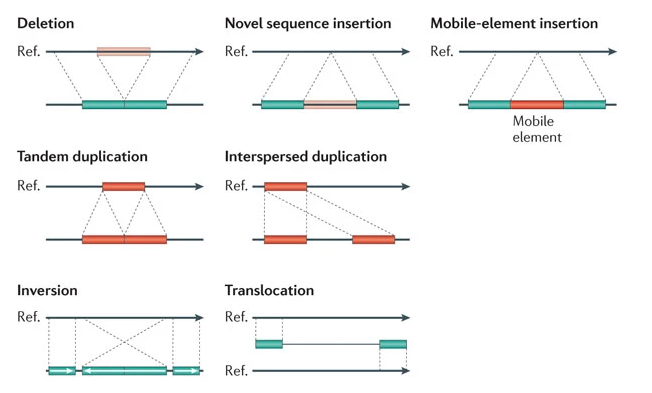 Deletion
Ref.
Novel sequence insertion
Ref.
Mobile-element insertion
Ref.
Mobile
element
Tandem duplication
Ref.
Interspersed duplication
Ref.
Inversion
Ref.
Translocation
Ref.
Ref.